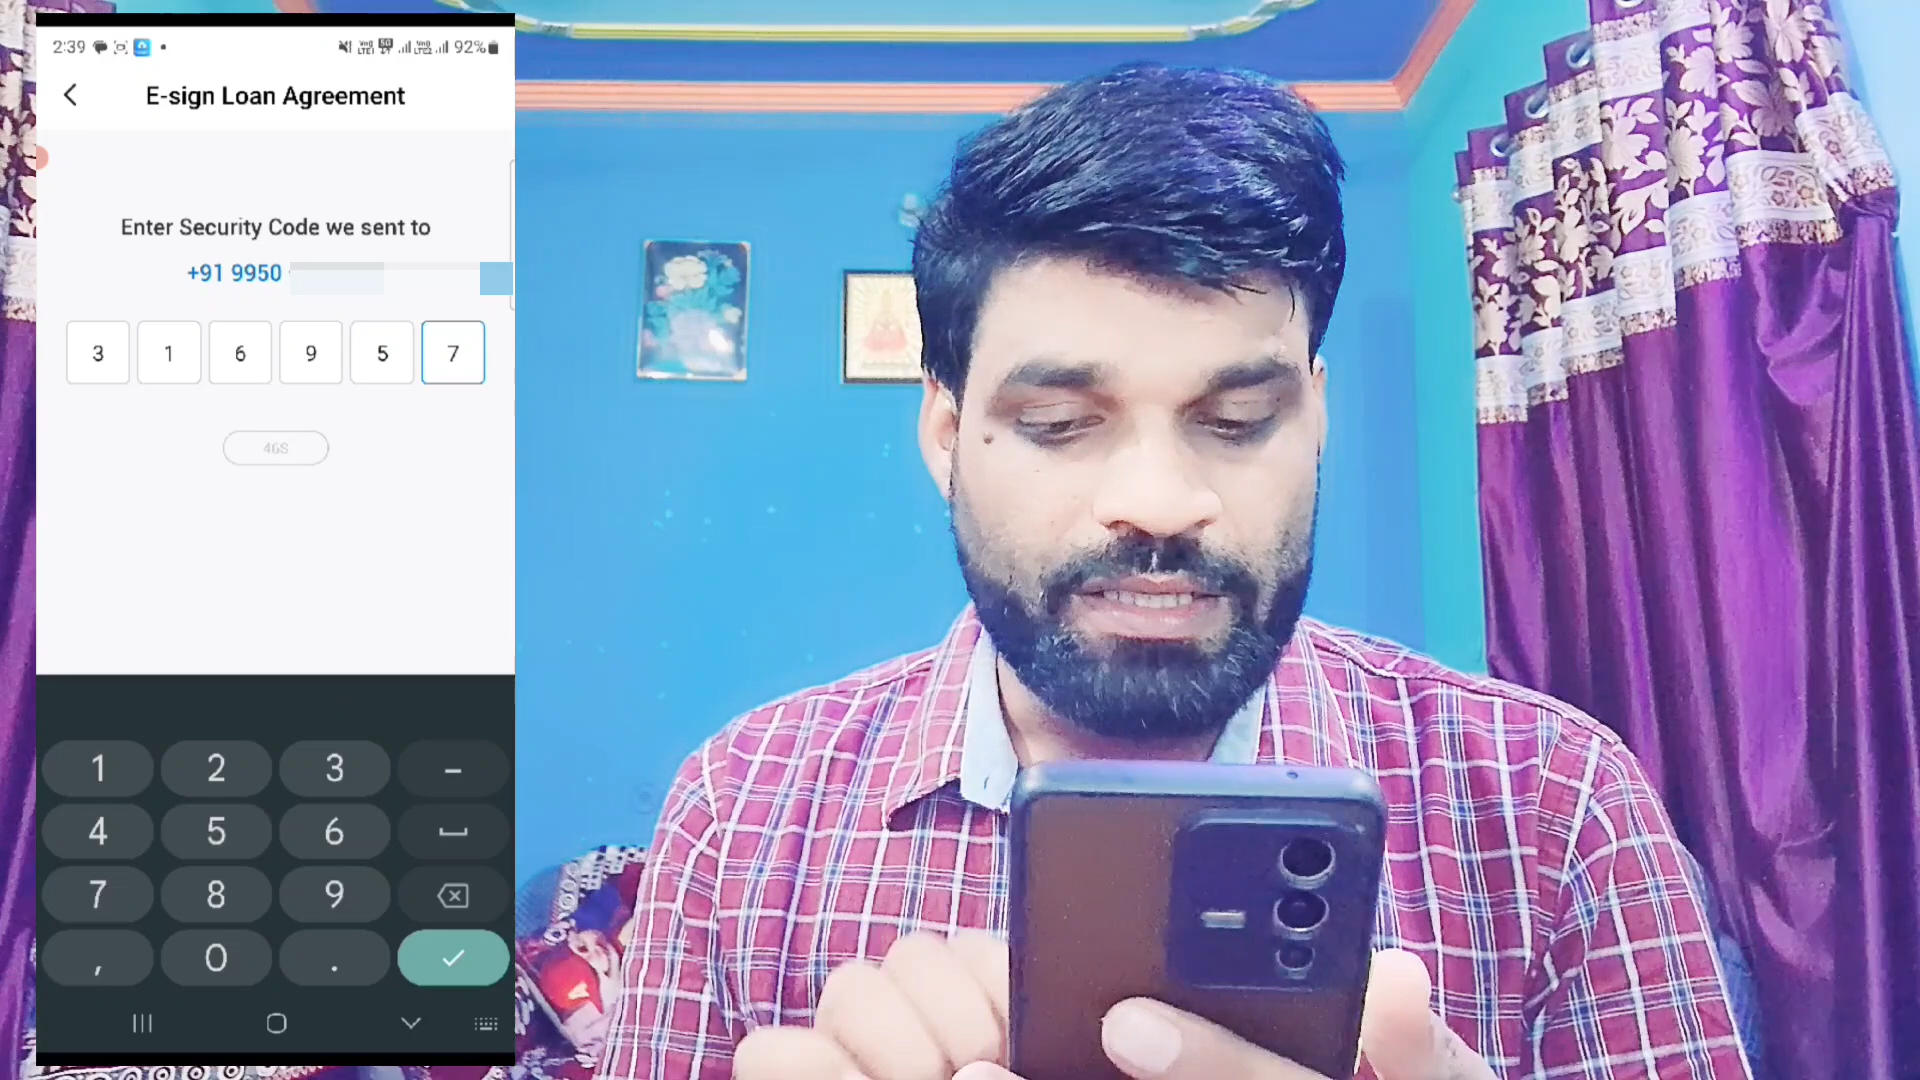 2:39 92%
E-sign Loan Agreement
Enter Security Code we sent to
+91 9950
3 1 6 9 5 7
46S
1 2 3 -
4 5 6
7 8 9
, 0 .